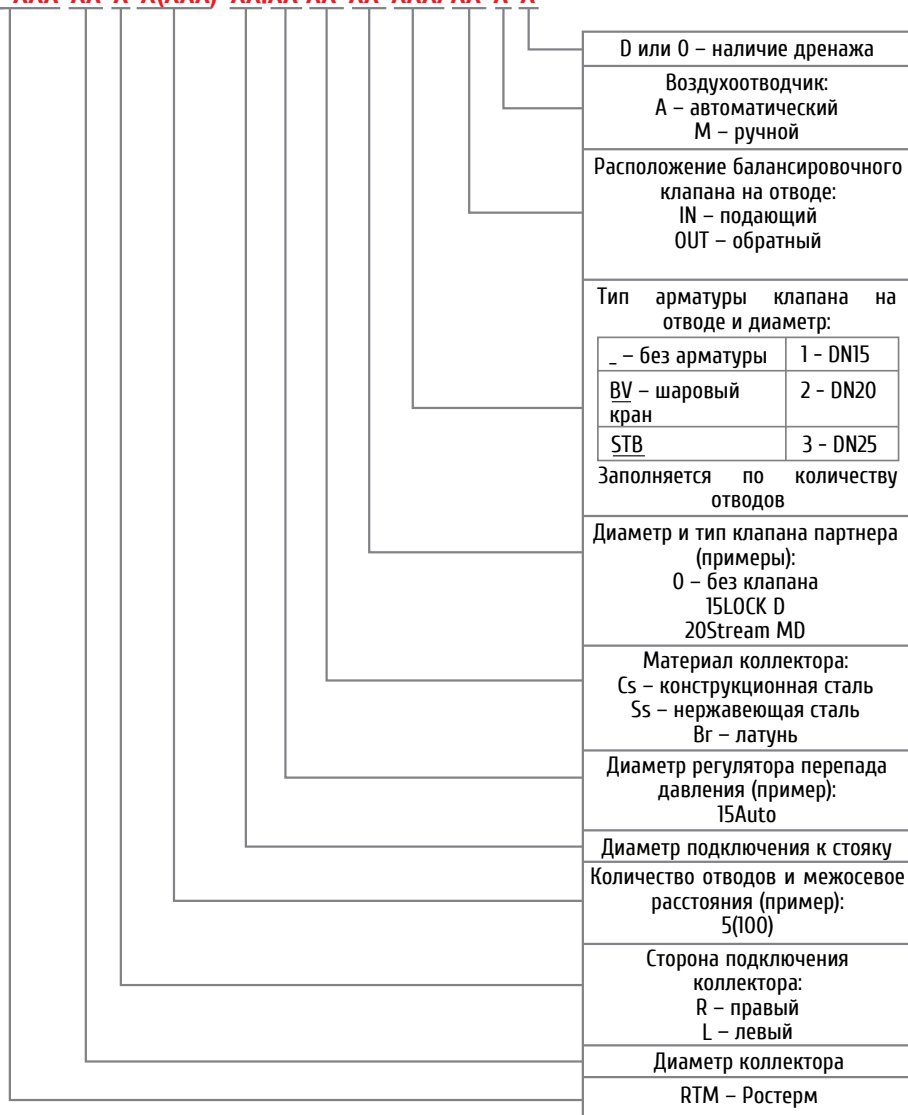 D или 0 – наличие дренажа
Воздухоотводчик:
А – автоматический
М – ручной
Расположение балансировочного
клапана на отводе:
IN – подающий
OUT – обратный
Тип арматуры клапана на
отводе и диаметр:
_ – без арматуры 1 - DN15
BV – шаровый 2 - DN20
кран
STB 3 - DN25
Заполняется по количеству
отводов
Диаметр и тип клапана партнера
(примеры):
0 – без клапана
15LOCK D
20Stream MD
Материал коллектора:
Cs – конструкционная сталь
Ss – нержавеющая сталь
Br – латунь
Диаметр регулятора перепада
давления (пример):
15Auto
Диаметр подключения к стояку
Количество отводов и межосевое
расстояния (пример):
5(100)
Сторона подключения
коллектора:
R – правый
L – левый
Диаметр коллектора
RTM – Ростерм